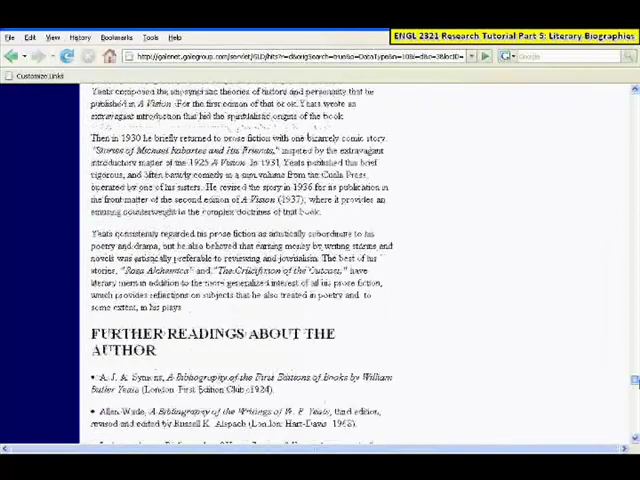 ENGL 2321 Research Tutorial Part 5: Literary Biographies
File Edit View History Bookmarks Tools Help
Google
Customize Links
Yeats composed the theories of history and personality that he
published in A Vision. For the first edition of that book Yeats wrote an
extravagant introduction that hid the spiritualistic origins of the book.
Then in 1930 he briefly returned to prose fiction with one bizarrely comic story,
"Stories of Michael Robartes and His Friends," inspired by the extravagant
introductory matter of the 1925 A Vision. In 1931, Yeats published this brief,
vigorous, and often bawdy comedy in a slim volume from the Cuala Press,
operated by one of his sisters. He revised the story in 1936 for its publication in
the front matter of the second edition of A Vision (1937), where it provides an
amusing counterweight to the complex doctrines of that book.
Yeats consistently regarded his prose fiction as artistically subordinate to his
poetry and drama, but he also believed that earning money by writing stories and
novels was artistically preferable to reviewing and journalism. The best of his
stories, "Rosa Alchemica" and "The Crucifixion of the Outcast," have
literary merit in addition to the more generalized interest of all his prose fiction,
which provides reflections on subjects that he also treated in poetry and to
some extent, in his plays.
FURTHER READINGS ABOUT THE
AUTHOR
• A. J. A. Symons, A Bibliography of the First Editions of Books by William
Butler Yeats (London: First Edition Club, 1924).
• Allan Wade, A Bibliography of the Writings of W. B. Yeats, third edition,
revised and edited by Russell K. Alspach (London: Hart-Davis, 1968).